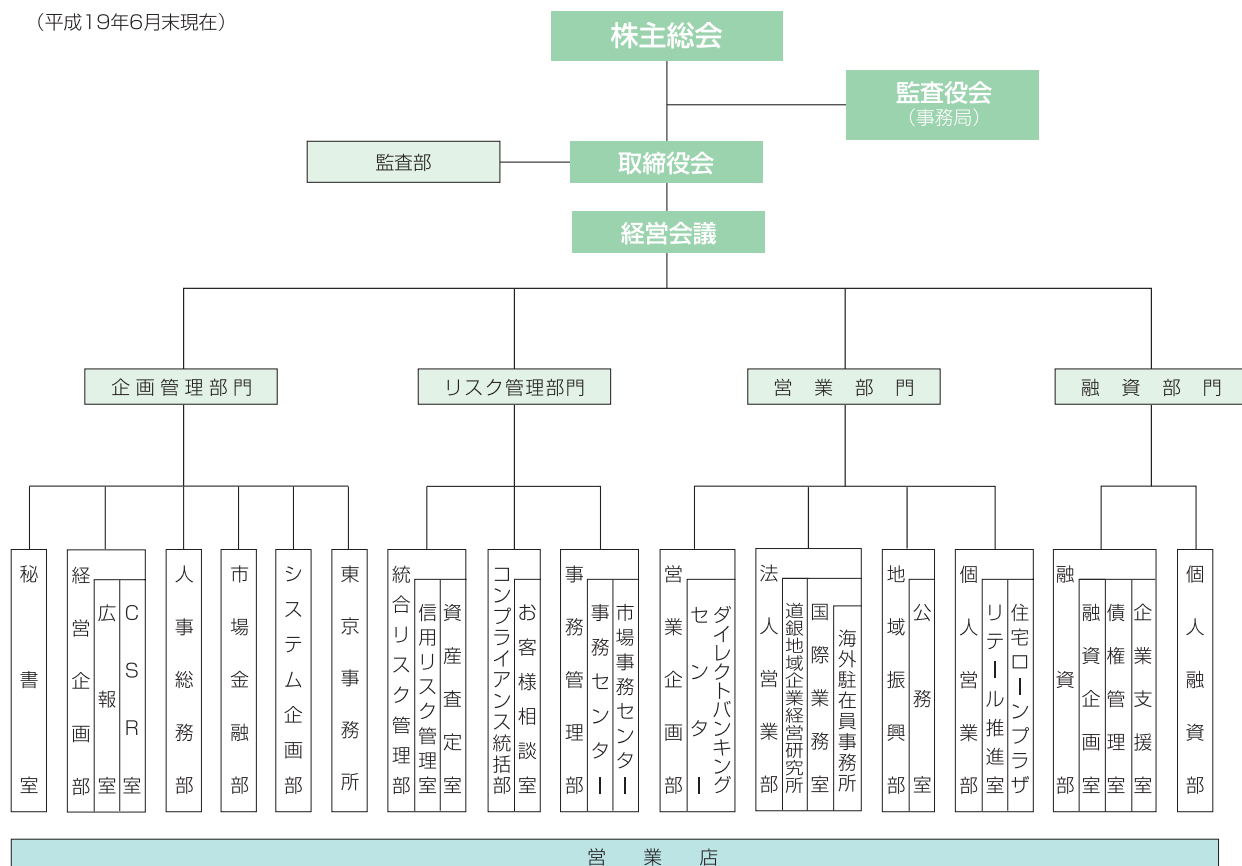 （平成19年6月末現在）
株主総会
監査役会
（事務局）
監査部
取締役会
経営会議
企画管理部門
リスク管理部門
営業部門
融資部門
秘書室
経営企画部
広報室
CSR室
人事総務部
市場金融部
システム企画部
東京事務所
統合リスク管理部
信用リスク管理室
資産査定室
コンプライアンス統括部
お客様相談室
事務管理部
事務センター
市場事務センター
営業企画部
ダイレクトバンキング
センター
法人営業部
道銀地域企業経営研究所
国際業務室
海外駐在員事務所
地域振興部
公務室
個人営業部
リテール推進室
住宅ローンプラザ
融資部
融資企画室
債権管理室
企業支援室
個人融資部
営業店